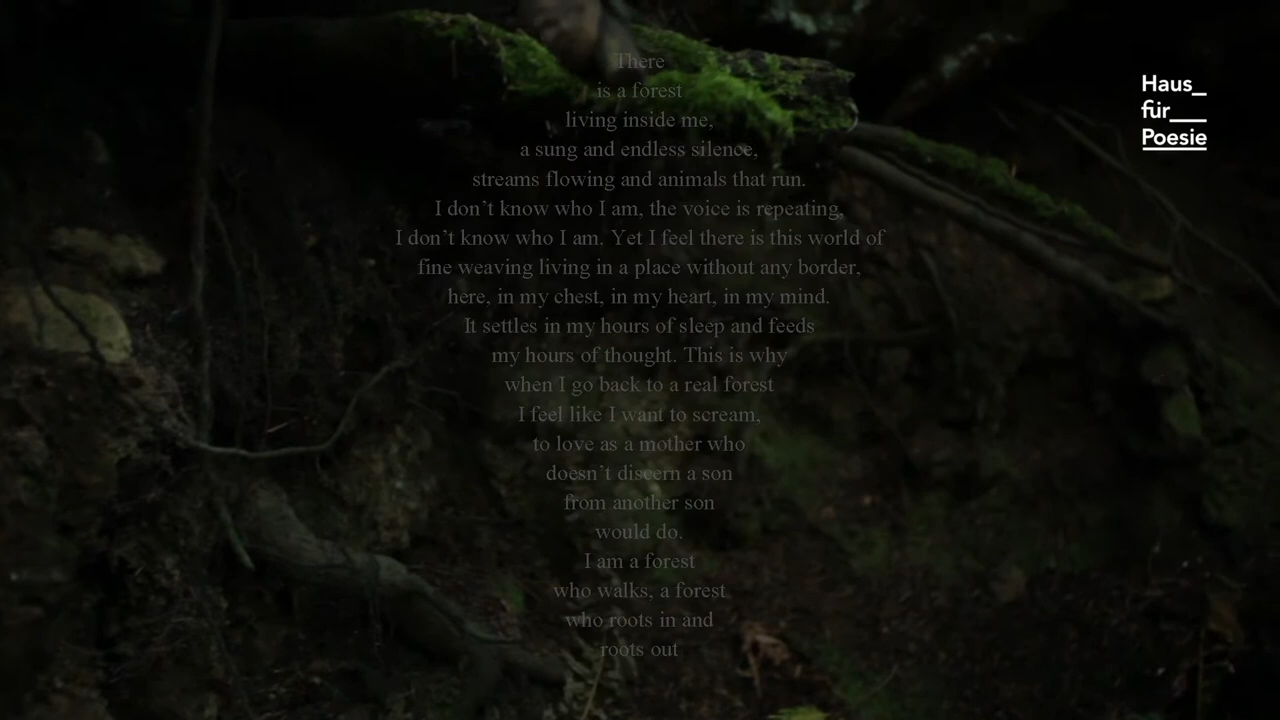 There
is a forest
living inside me,
a sung and endless silence,
streams flowing and animals that run.
I don’t know who I am, the voice is repeating,
I don’t know who I am. Yet I feel there is this world of
fine weaving living in a place without any border,
here, in my chest, in my heart, in my mind.
It settles in my hours of sleep and feeds
my hours of thought. This is why
when I go back to a real forest
I feel like I want to scream,
to love as a mother who
doesn’t discern a son
from another son
would do.
I am a forest
who walks, a forest
who roots in and
roots out
Haus_
für__
Poesie